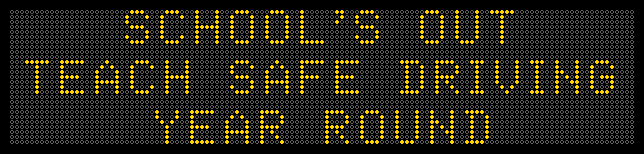 SCHOOL'S OUT
TEACH SAFE DRIVING
YEAR ROUND